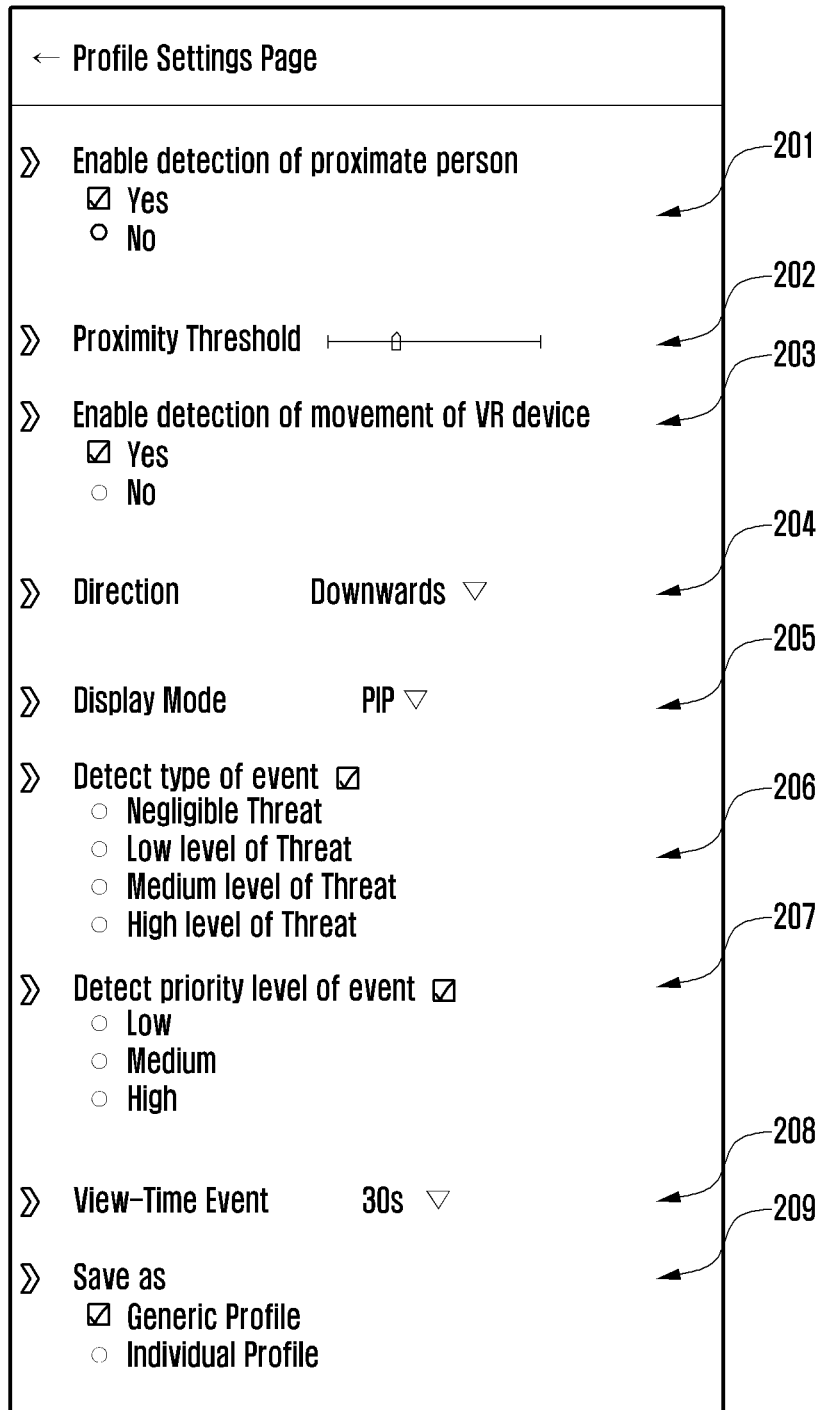 ← Profile Settings Page
201
Enable detection of proximate person
Yes
No
202
Proximity Threshold
203
Enable detection of movement of VR device
Yes
No
204
Direction Downwards
205
Display Mode PIP
Detect type of event
206
Negligible Threat
Low level of Threat
Medium level of Threat
High level of Threat
207
Detect priority level of event
Low
Medium
High
208
View-Time Event 30s
209
Save as
Generic Profile
Individual Profile